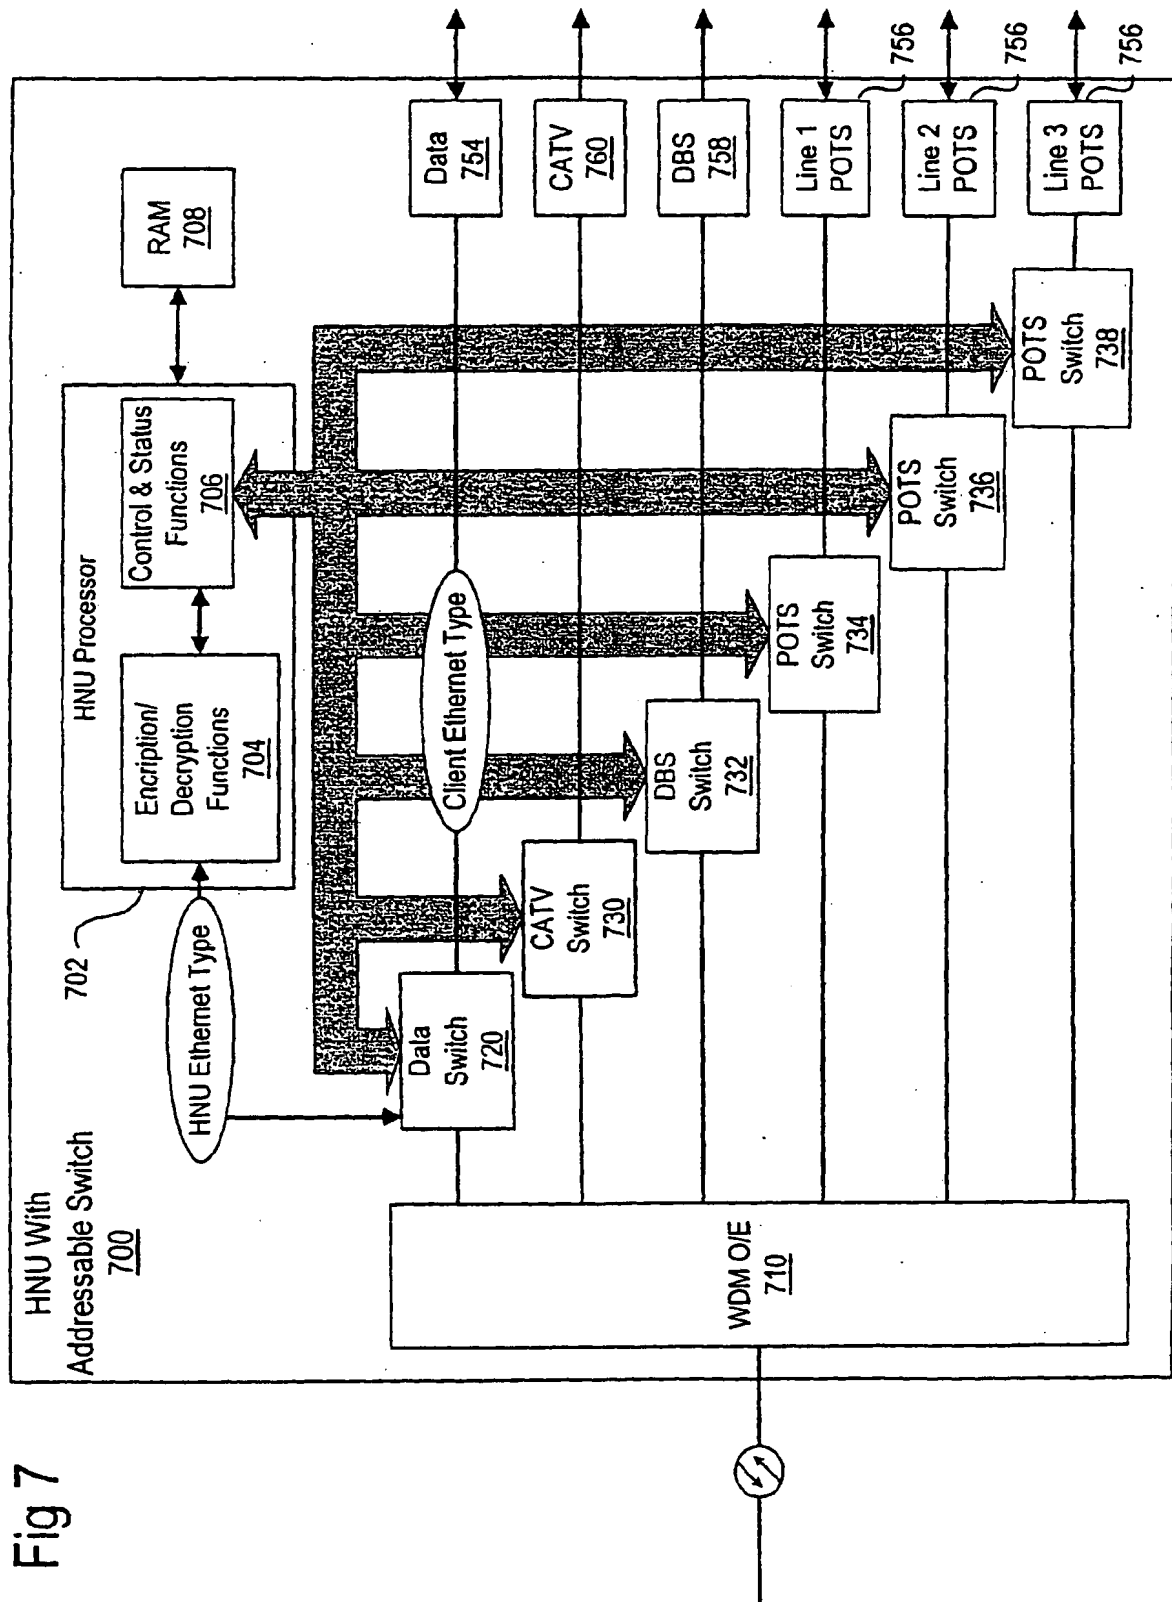 Fig 7
HNU With
Addressable Switch
700
HNU Ethernet Type
702
HNU Processor
Encription/
Decryption
Functions
704
Control & Status
Functions
706
RAM
708
WDM O/E
710
Data
Switch
720
Client Ethernet Type
Data
754
CATV
Switch
730
CATV
760
DBS
Switch
732
DBS
758
POTS
Switch
734
Line 1
POTS
756
POTS
Switch
736
Line 2
POTS
756
POTS
Switch
738
Line 3
POTS
756